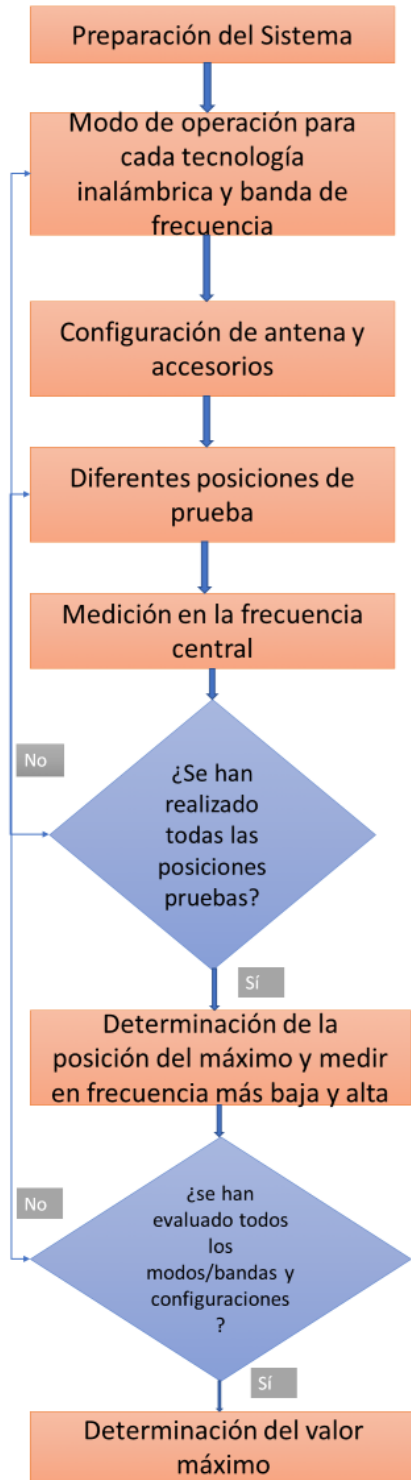 Preparación del Sistema
Modo de operación para
cada tecnología
inalámbrica y banda de
frecuencia
Configuración de antena y
accesorios
Diferentes posiciones de
prueba
Medición en la frecuencia
central
No
¿Se han
realizado
todas las
posiciones
pruebas?
Sí
Determinación de la
posición del máximo y medir
en frecuencia más baja y alta
No
¿se han
evaluado todos
los
modos/bandas y
configuraciones
?
Sí
Determinación del valor
máximo